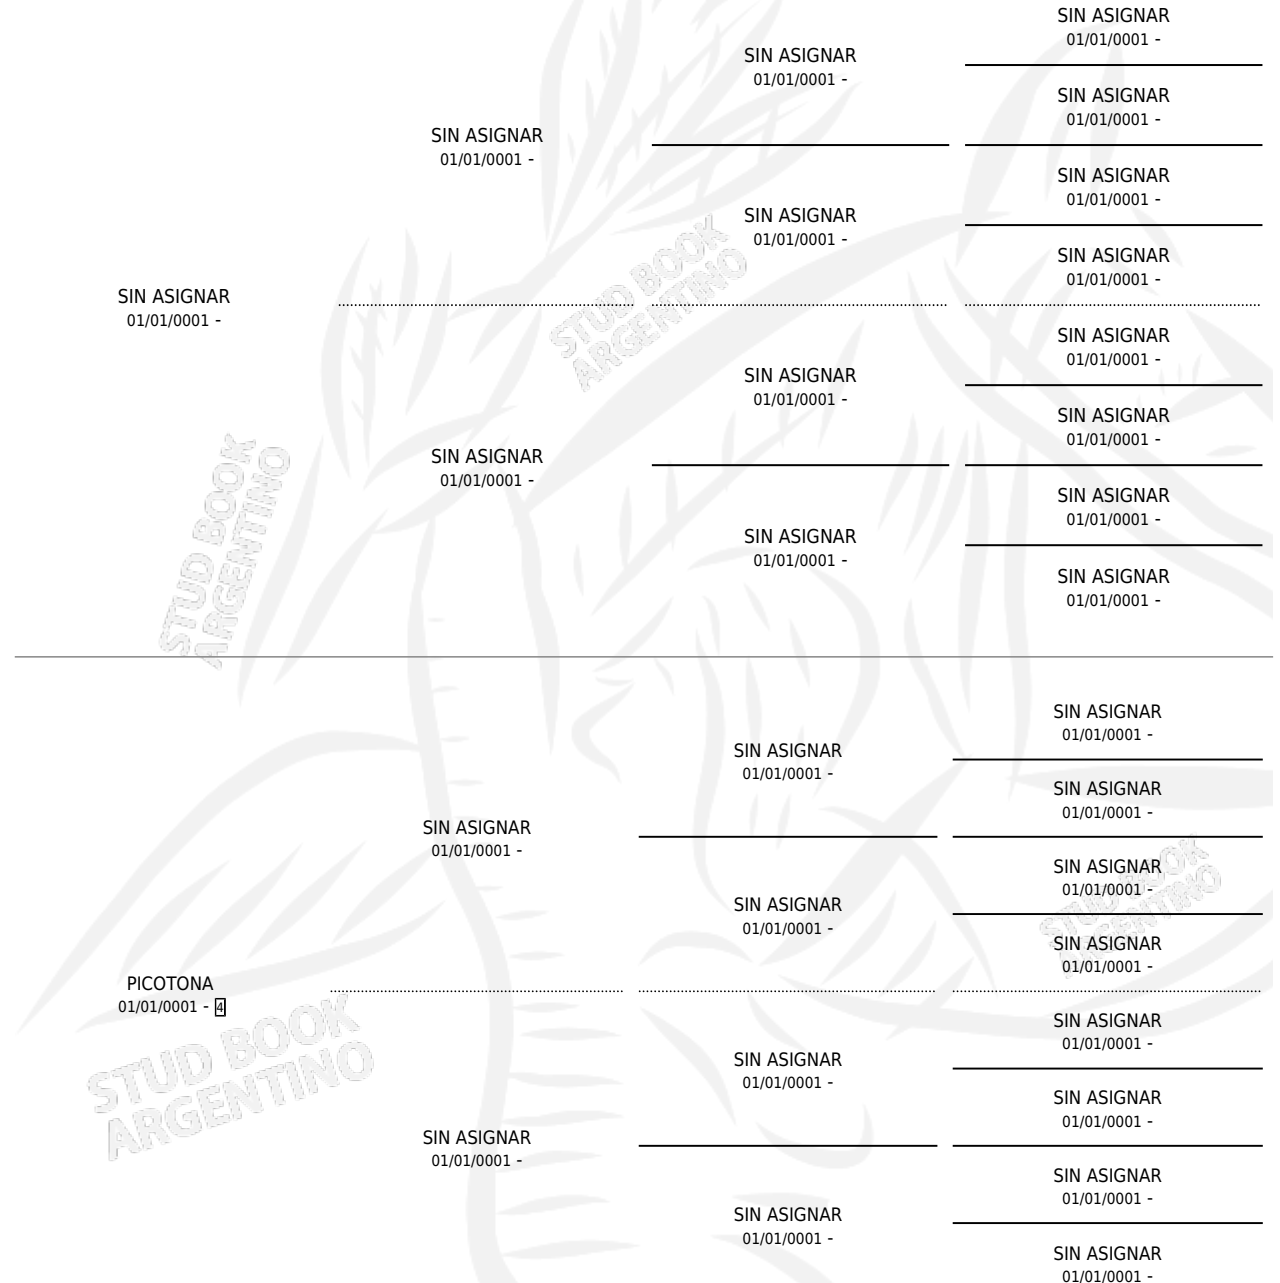 SIN ASIGNAR
01/01/0001 -
SIN ASIGNAR
01/01/0001 -
SIN ASIGNAR
01/01/0001 -
SIN ASIGNAR
01/01/0001 -
SIN ASIGNAR
01/01/0001 -
SIN ASIGNAR
01/01/0001 -
SIN ASIGNAR
01/01/0001 -
STUD BOOK
ARGENTINO
SIN ASIGNAR
01/01/0001 -
SIN ASIGNAR
01/01/0001 -
SIN ASIGNAR
01/01/0001 -
SIN ASIGNAR
01/01/0001 -
SIN ASIGNAR
01/01/0001 -
STUD BOOK
ARGENTINO
SIN ASIGNAR
01/01/0001 -
SIN ASIGNAR
01/01/0001 -
SIN ASIGNAR
01/01/0001 -
SIN ASIGNAR
01/01/0001 -
SIN ASIGNAR
01/01/0001 -
SIN ASIGNAR
01/01/0001 -
SIN ASIGNAR
01/01/0001 -
SIN ASIGNAR
01/01/0001 -
SIN ASIGNAR
01/01/0001 -
STUD BOOK
ARGENTINO
SIN ASIGNAR
01/01/0001 -
SIN ASIGNAR
01/01/0001 -
PICOTONA
01/01/0001 - 4
STUD BOOK
ARGENTINO
SIN ASIGNAR
01/01/0001 -
SIN ASIGNAR
01/01/0001 -
SIN ASIGNAR
01/01/0001 -
SIN ASIGNAR
01/01/0001 -
SIN ASIGNAR
01/01/0001 -
SIN ASIGNAR
01/01/0001 -
SIN ASIGNAR
01/01/0001 -